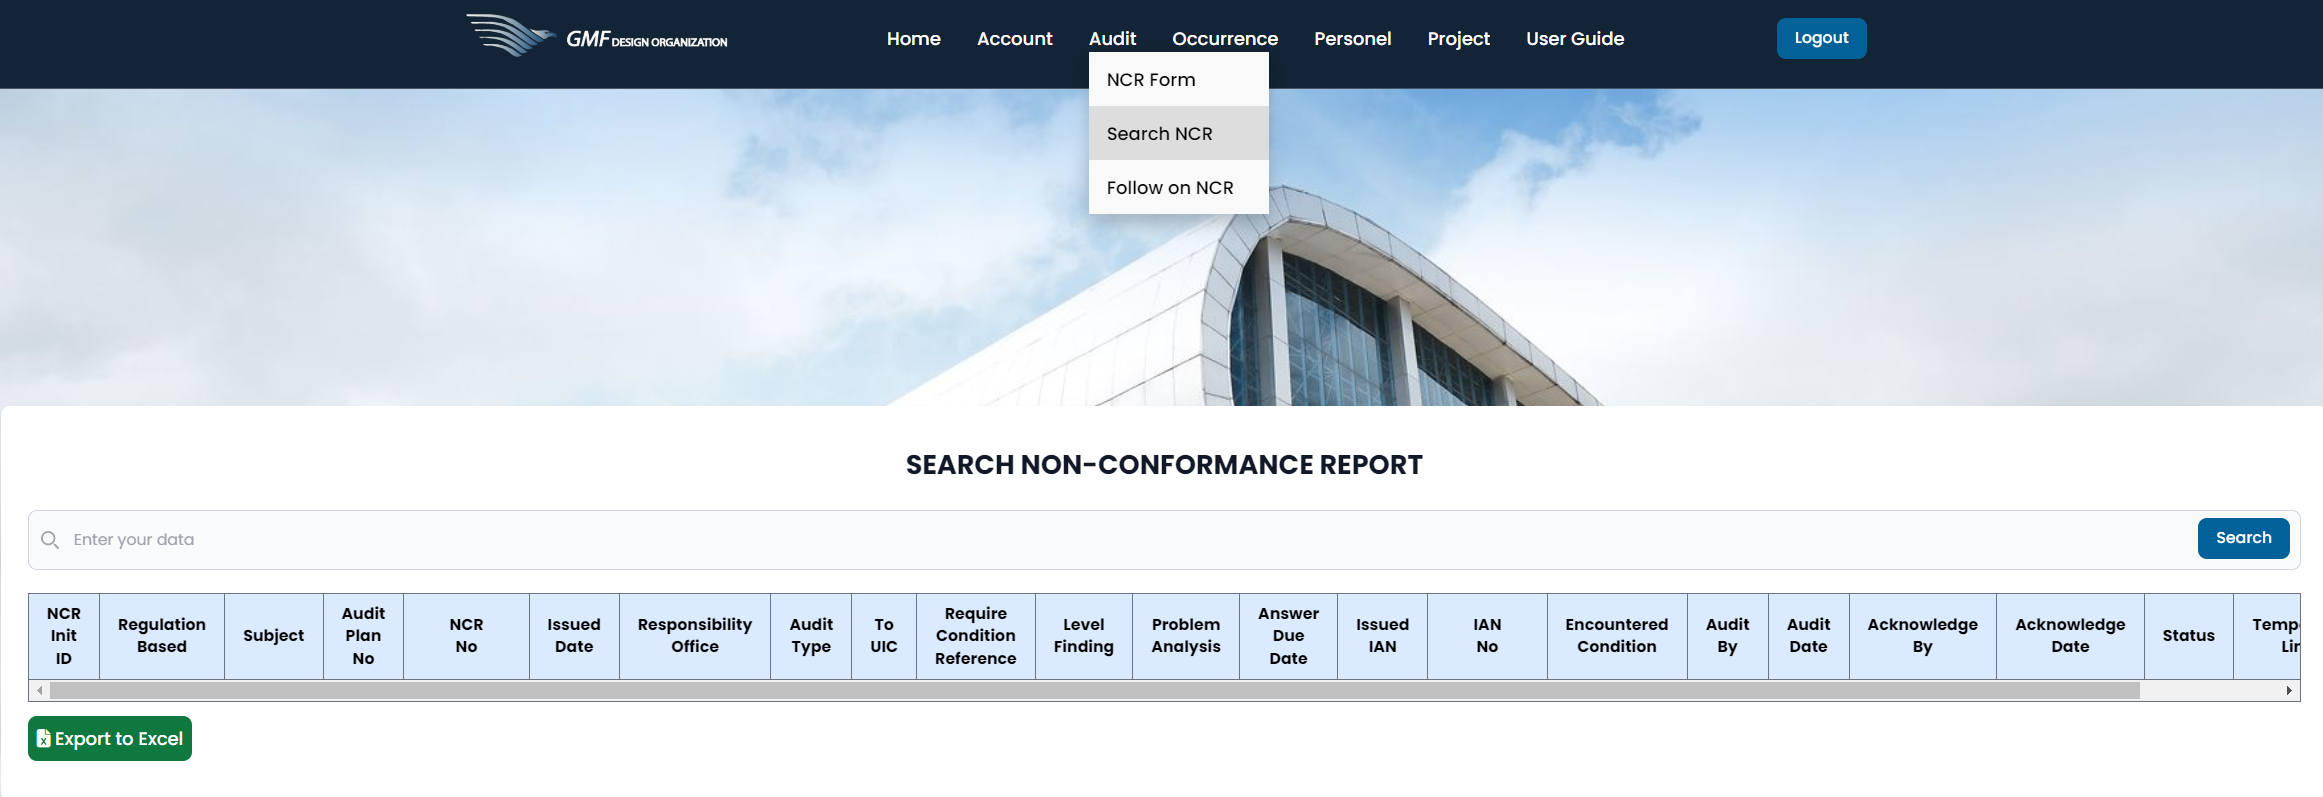 GMF DESIGN ORGANIZATION
Home Account Audit Occurrence Personel Project User Guide Logout
NCR Form
Search NCR
Follow on NCR
SEARCH NON-CONFORMANCE REPORT
Enter your data Search
NCR Init ID
Regulation Based
Subject
Audit Plan No
NCR No
Issued Date
Responsibility Office
Audit Type
To UIC
Require Condition Reference
Level Finding
Problem Analysis
Answer Due Date
Issued IAN
IAN No
Encountered Condition
Audit By
Audit Date
Acknowledge By
Acknowledge Date
Status
Export to Excel